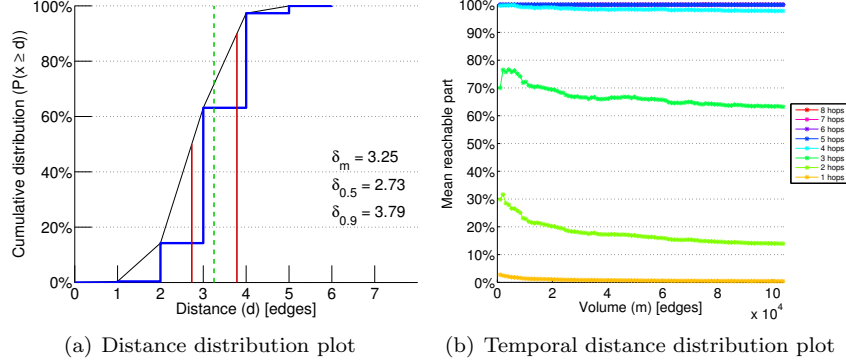 100%
80%
60%
40%
20%
0%
Cumulative distribution (P(x ≥ d))
δm = 3.25
δ0.5 = 2.73
δ0.9 = 3.79
0 1 2 3 4 5 6 7
Distance (d) [edges]
(a) Distance distribution plot
100%
90%
80%
70%
60%
50%
40%
30%
20%
10%
0%
Mean reachable part
8 hops
7 hops
6 hops
5 hops
4 hops
3 hops
2 hops
1 hops
0 2 4 6 8 10
x 10^4
Volume (m) [edges]
(b) Temporal distance distribution plot